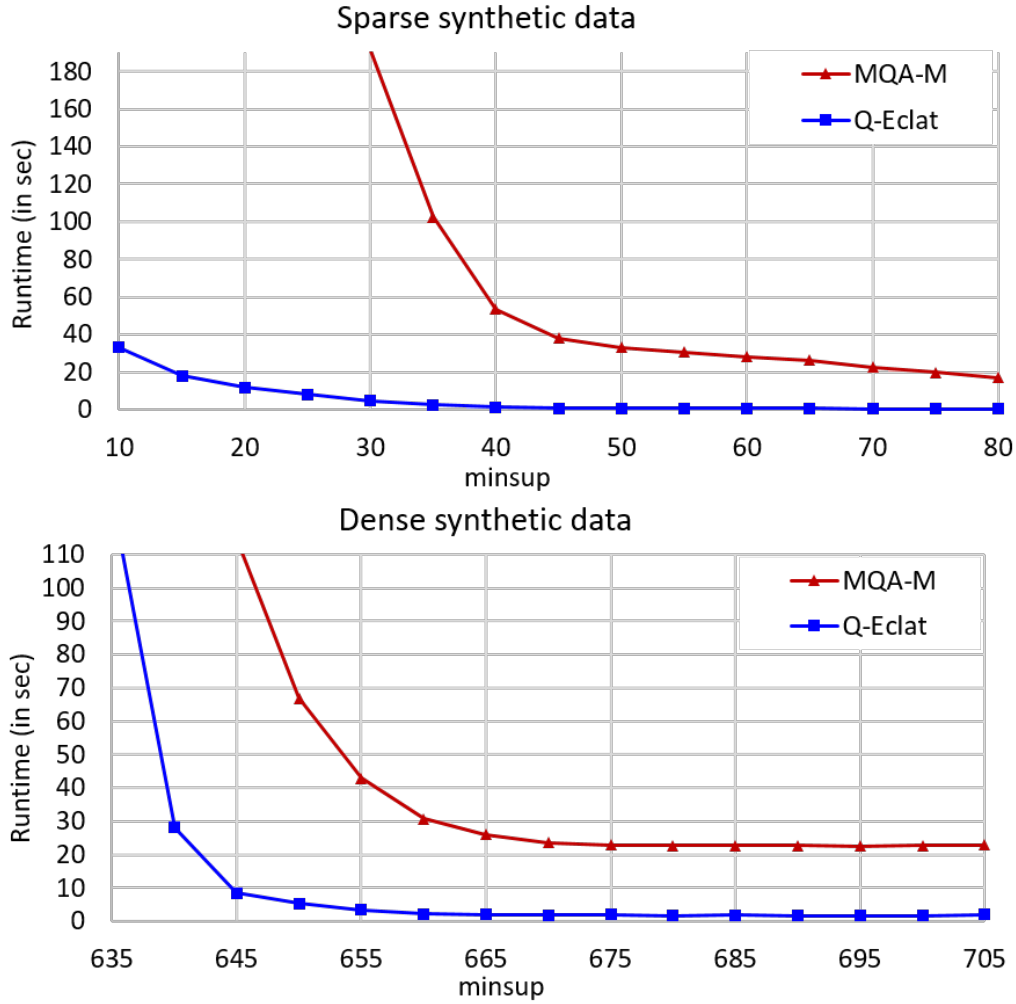 Sparse synthetic data
180
160
140
120
100
80
60
40
20
0
Runtime (in sec)
MQA-M
Q-Eclat
10 20 30 40 50 60 70 80
minsup
Dense synthetic data
110
100
90
80
70
60
50
40
30
20
10
0
Runtime (in sec)
MQA-M
Q-Eclat
635 645 655 665 675 685 695 705
minsup